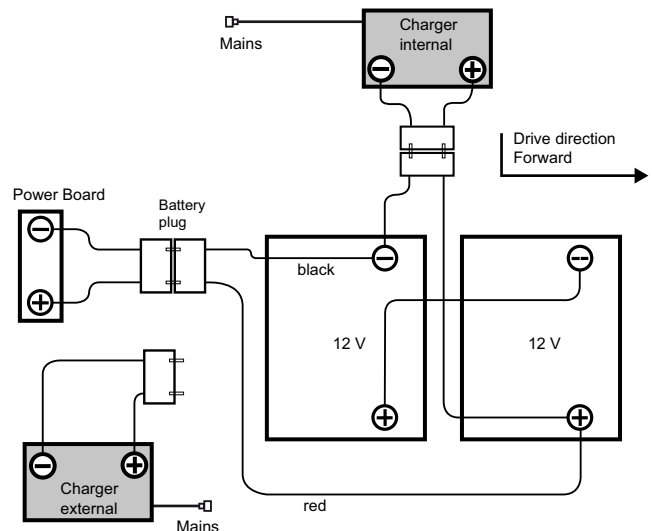 Charger
internal
Mains
Drive direction
Forward
Power Board
Battery
plug
black
12 V
12 V
Charger
external
red
Mains